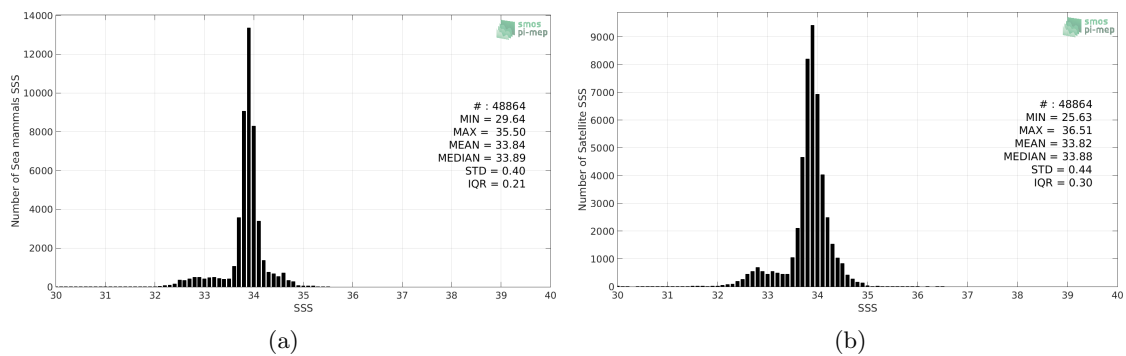 14000
12000
10000
8000
6000
4000
2000
0
30 31 32 33 34 35 36 37 38 39 40
SSS
Number of Sea mammals SSS
smos
pi-mep
# : 48864
MIN = 29.64
MAX = 35.50
MEAN = 33.84
MEDIAN = 33.89
STD = 0.40
IQR = 0.21
(a)
9000
8000
7000
6000
5000
4000
3000
2000
1000
0
30 31 32 33 34 35 36 37 38 39 40
SSS
Number of Satellite SSS
smos
pi-mep
# : 48864
MIN = 25.63
MAX = 36.51
MEAN = 33.82
MEDIAN = 33.88
STD = 0.44
IQR = 0.30
(b)